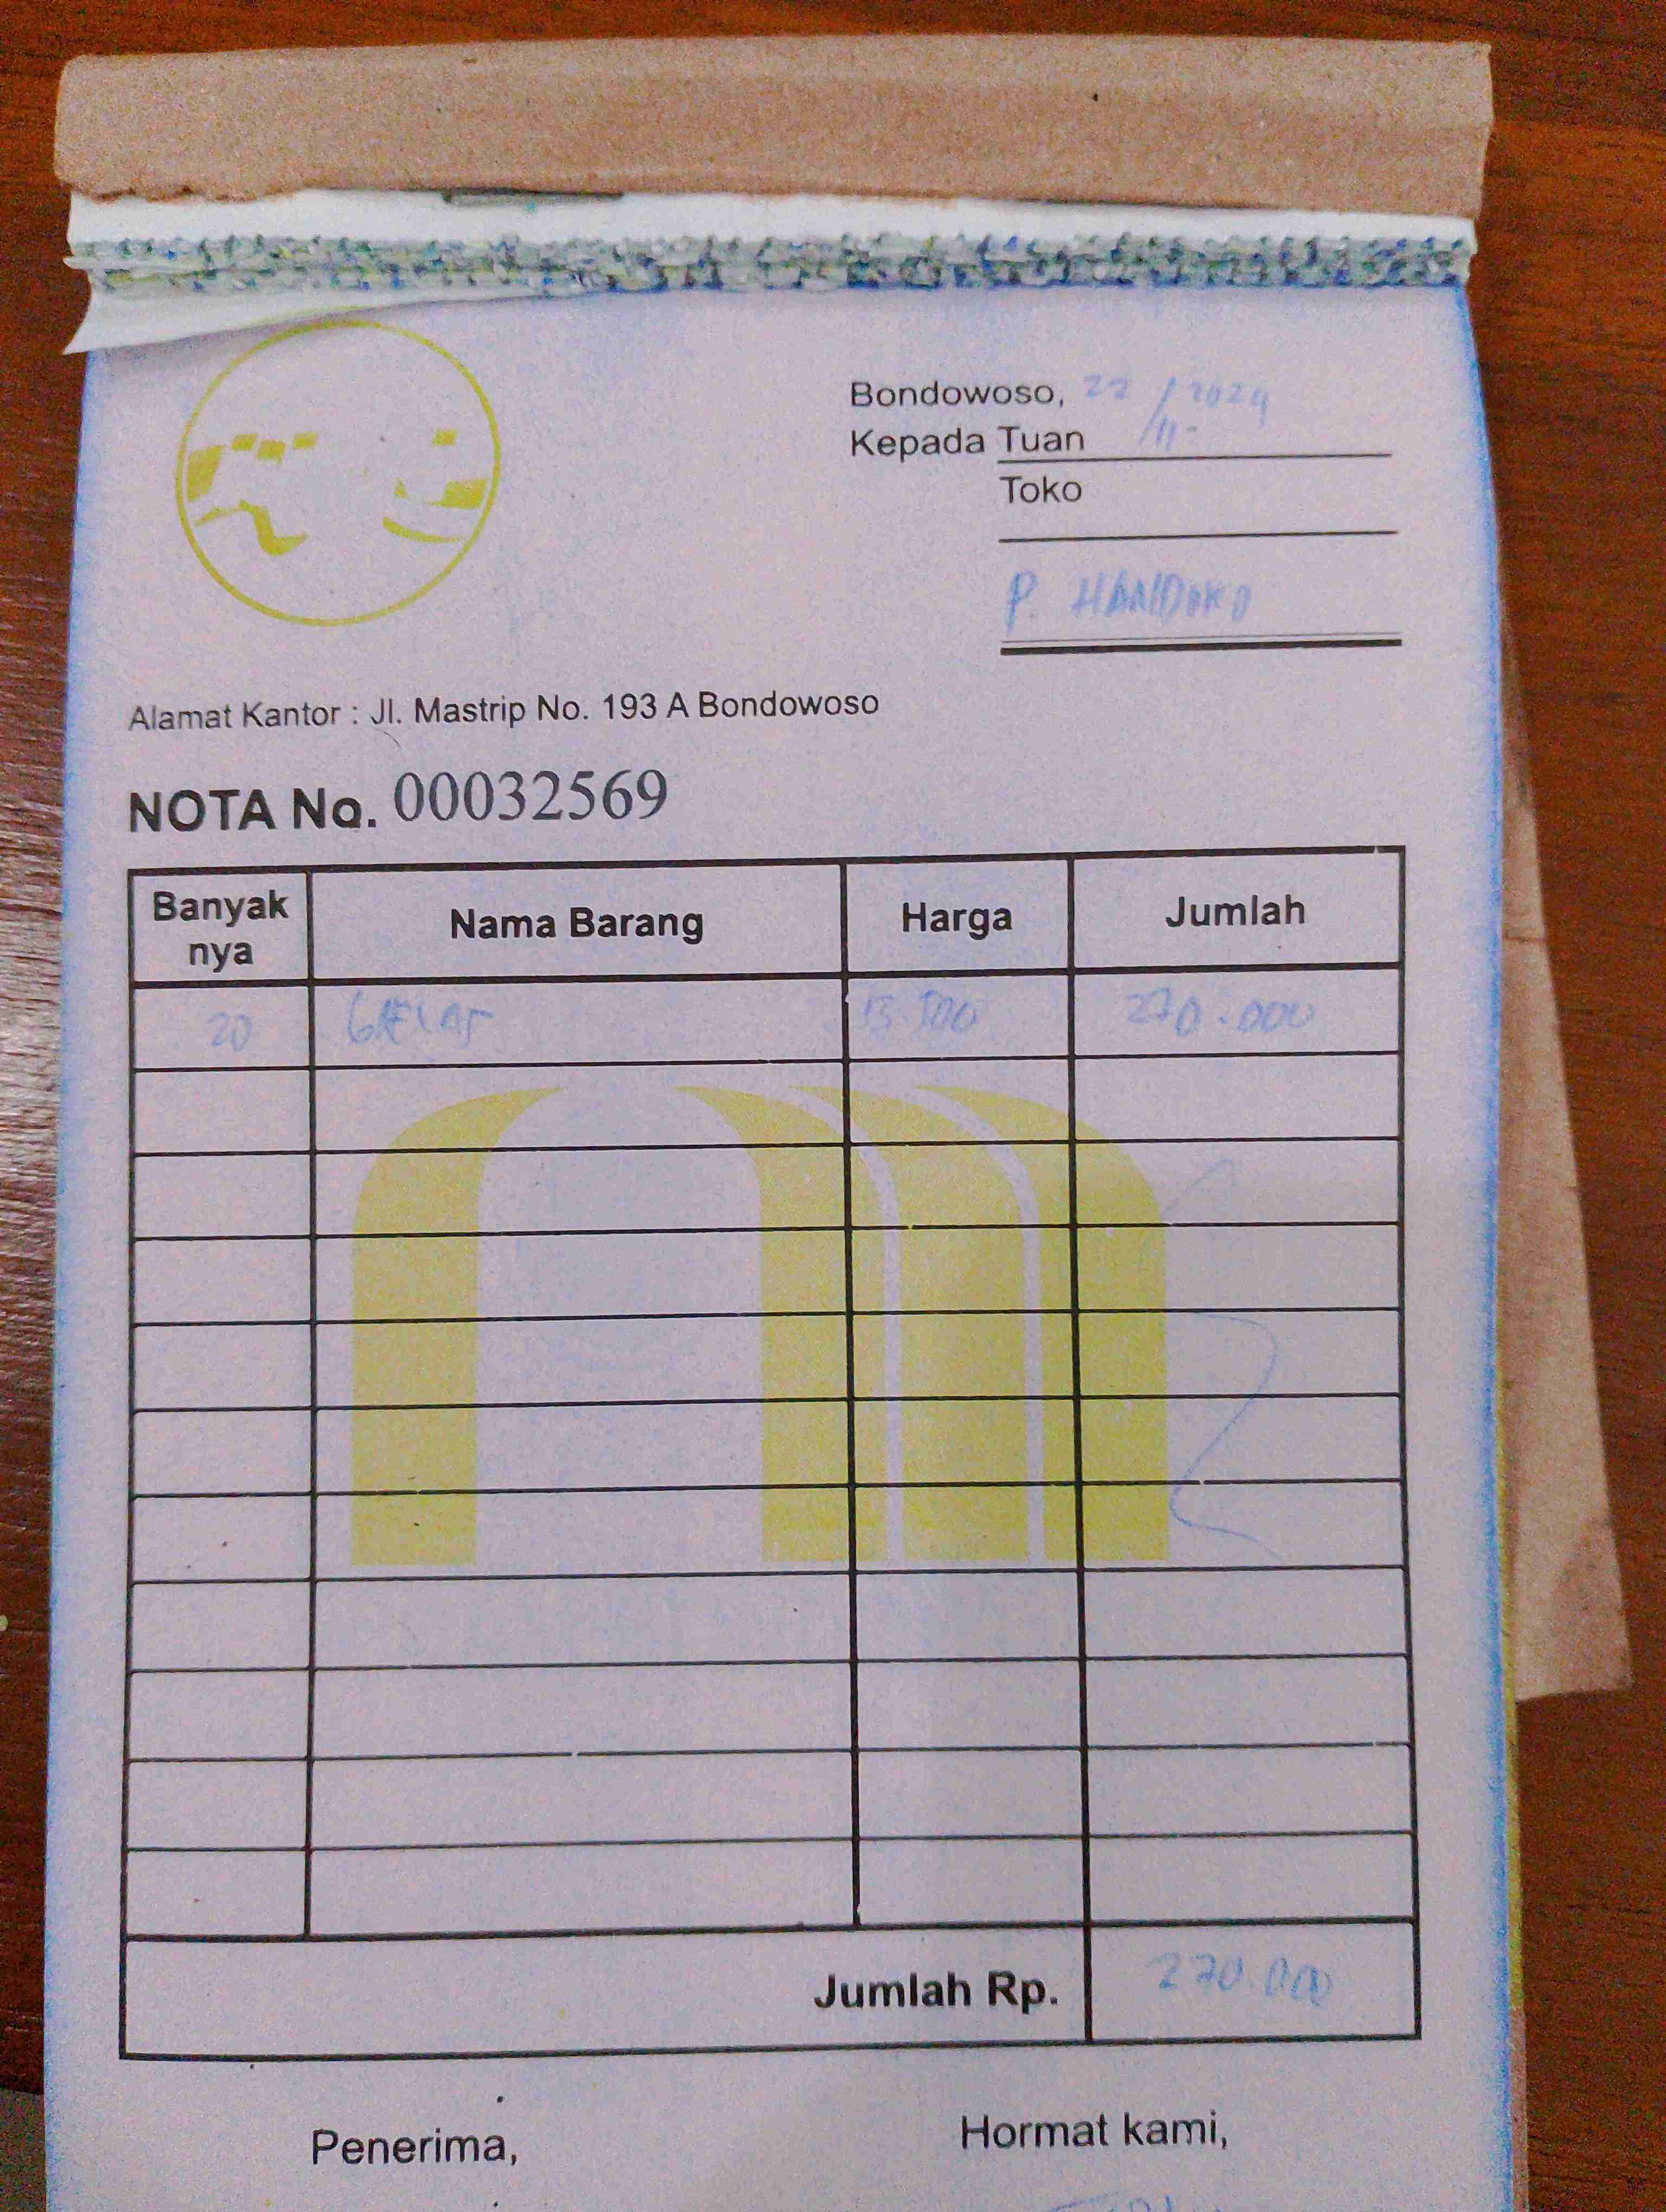 Bondowoso, 22/11-2024
Kepada Tuan
Toko
P. HANDOKO
Alamat Kantor : Jl. Mastrip No. 193 A Bondowoso
NOTA No. 00032569
Banyak nya Nama Barang Harga Jumlah
20 13.500 270.000
Jumlah Rp. 270.000
Penerima, Hormat kami,